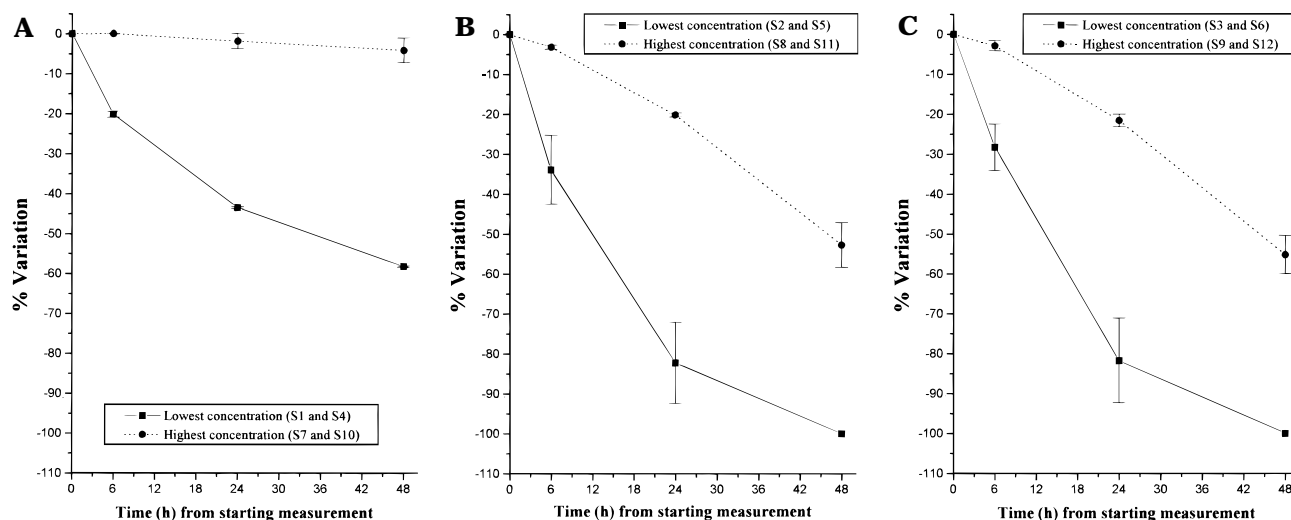 A
0
-10
-20
-30
-40
-50
-60
-70
-80
-90
-100
-110
% Variation
Lowest concentration (S1 and S4)
Highest concentration (S7 and S10)
0 6 12 18 24 30 36 42 48
Time (h) from starting measurement
B
Lowest concentration (S2 and S5)
Highest concentration (S8 and S11)
0
-10
-20
-30
-40
-50
-60
-70
-80
-90
-100
-110
% Variation
0 6 12 18 24 30 36 42 48
Time (h) from starting measurement
C
Lowest concentration (S3 and S6)
Highest concentration (S9 and S12)
0
-10
-20
-30
-40
-50
-60
-70
-80
-90
-100
-110
% Variation
0 6 12 18 24 30 36 42 48
Time (h) from starting measurement